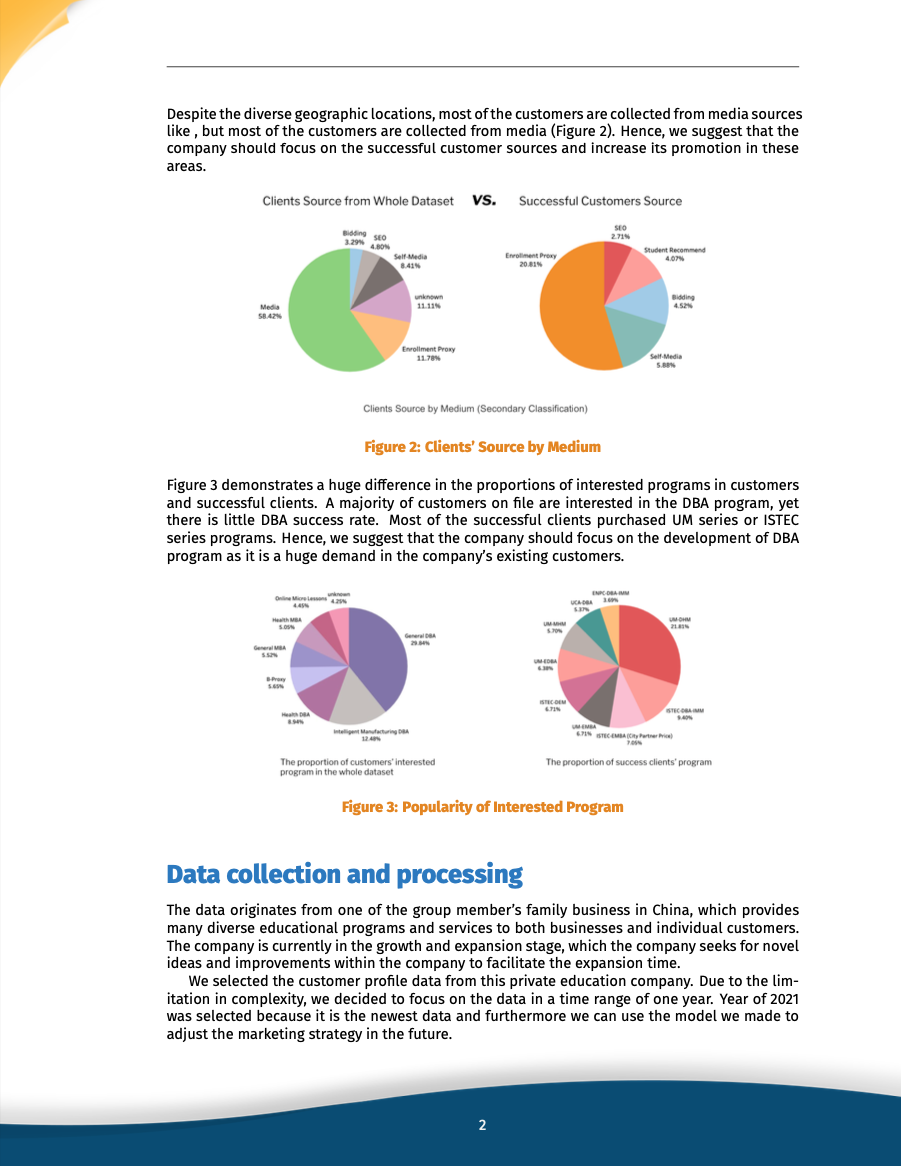 Despite the diverse geographic locations, most of the customers are collected from media sources
like , but most of the customers are collected from media (Figure 2). Hence, we suggest that the
company should focus on the successful customer sources and increase its promotion in these
areas.
Clients Source from Whole Dataset VS. Successful Customers Source
Bidding
3.29%
SEO
4.80%
Self-Media
8.41%
unknown
11.11%
Enrollment Proxy
11.78%
Media
58.42%
SEO
2.71%
Student Recommend
4.07%
Bidding
4.52%
Self-Media
5.88%
Enrollment Proxy
20.81%
Clients Source by Medium (Secondary Classification)
Figure 2: Clients' Source by Medium
Figure 3 demonstrates a huge difference in the proportions of interested programs in customers
and successful clients. A majority of customers on file are interested in the DBA program, yet
there is little DBA success rate. Most of the successful clients purchased UM series or ISTEC
series programs. Hence, we suggest that the company should focus on the development of DBA
program as it is a huge demand in the company's existing customers.
unknown
4.25%
Online Micro Lessons
4.45%
Health MBA
5.05%
General MBA
5.52%
B-Proxy
5.65%
Health DBA
8.94%
Intelligent Manufacturing DBA
12.48%
General DBA
29.84%
The proportion of customers' interested
program in the whole dataset
ENPC-DBA-IMM
3.69%
UCA-DBA
5.37%
UM-MHM
5.70%
UM-EDBA
6.38%
ISTEC-DEM
6.71%
UM-EMBA
6.71%
ISTEC-EMBA (City Partner Price)
7.05%
ISTEC-DBA-IMM
9.40%
UM-DHM
21.81%
The proportion of success clients' program
Figure 3: Popularity of Interested Program
Data collection and processing
The data originates from one of the group member's family business in China, which provides
many diverse educational programs and services to both businesses and individual customers.
The company is currently in the growth and expansion stage, which the company seeks for novel
ideas and improvements within the company to facilitate the expansion time.
We selected the customer profile data from this private education company. Due to the lim-
itation in complexity, we decided to focus on the data in a time range of one year. Year of 2021
was selected because it is the newest data and furthermore we can use the model we made to
adjust the marketing strategy in the future.
2